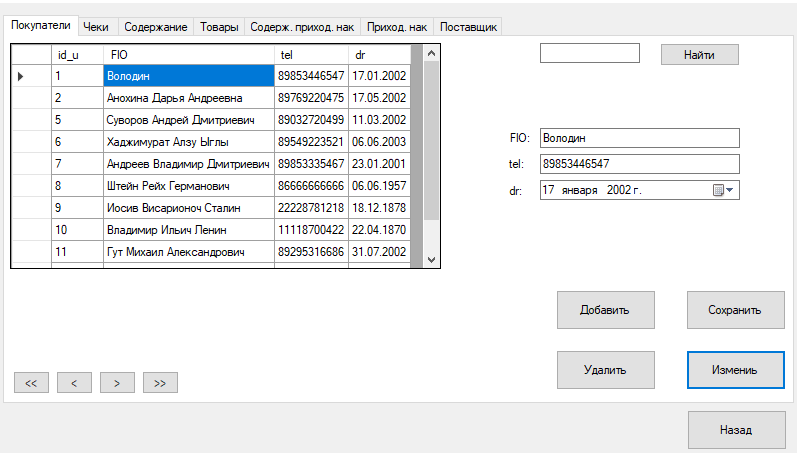 Покупатели Чеки Содержание Товары Содерж. приход. нак Приход. нак Поставщик
id_u FIO tel dr
1 Володин 89853446547 17.01.2002
2 Анохина Дарья Андреевна 89769220475 17.05.2002
5 Суворов Андрей Дмитриевич 89032720499 11.03.2002
6 Хаджимурат Алзу Ыглы 89549223521 06.06.2003
7 Андреев Владимир Дмитриевич 89853335467 23.01.2001
8 Штейн Рейх Германович 86666666666 06.06.1957
9 Иосив Висарионоч Сталин 22228781218 18.12.1878
10 Владимир Ильич Ленин 11118700422 22.04.1870
11 Гут Михаил Александрович 89295316686 31.07.2002
Найти
FIO: Володин
tel: 89853446547
dr: 17 января 2002 г.
Добавить Сохранить
Удалить Измениь
<< < > >>
Назад